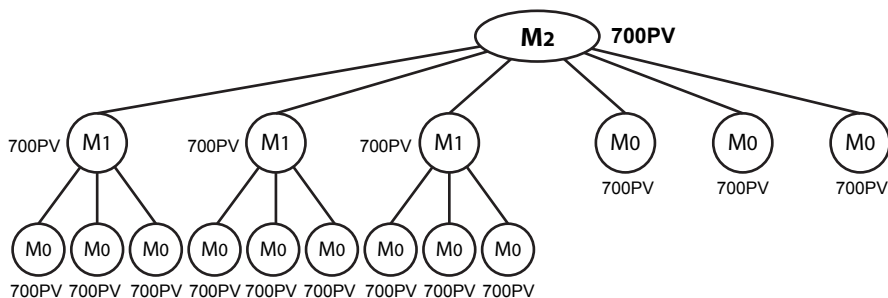 M2 700PV
700PV M1 700PV M1 700PV M1 M0 M0 M0
700PV 700PV 700PV
M0 M0 M0 M0 M0 M0 M0 M0 M0
700PV 700PV 700PV 700PV 700PV 700PV 700PV 700PV 700PV